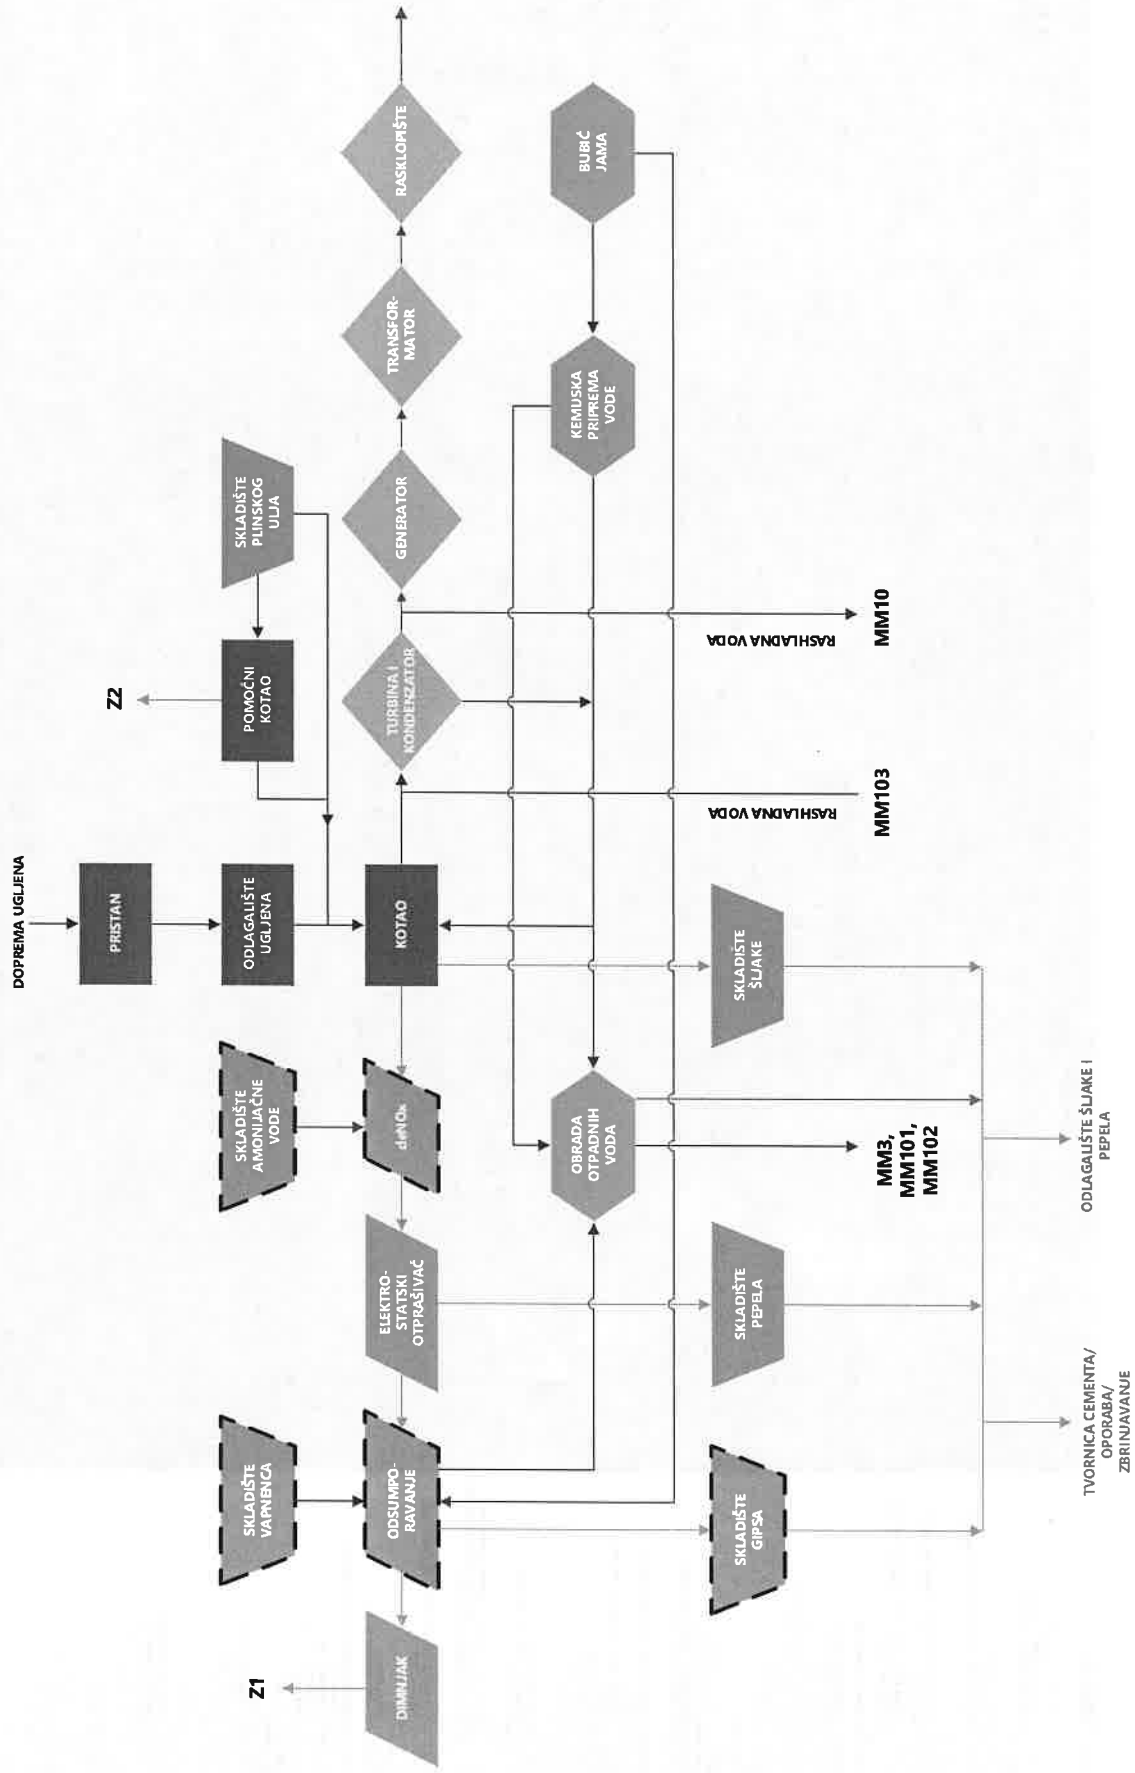 DOPREMA UGLJENA
PRISTAN
Z2
Z1
SKLADIŠTE
VAPNENCA
SKLADIŠTE
AMONIJAČNE
VODE
ODLAGALIŠTE
UGLJENA
POMOĆNI
KOTAO
SKLADIŠTE
PLINSKOG
ULJA
DIMNJAK
ODSUMPO-
RAVANJE
ELEKTRO-
STATSKI
OTPRAŠIVAČ
deNOx
KOTAO
TURBINA I
KONDENZATOR
GENERATOR
TRANSFOR-
MATOR
RASKLOPIŠTE
OBRADA
OTPADNIH
VODA
KEMIJSKA
PRIPREMA
VODE
BUBIĆ
JAMA
SKLADIŠTE
GIPSA
SKLADIŠTE
PEPELA
SKLADIŠTE
ŠLJAKE
RASHLADNA VODA
RASHLADNA VODA
MM3,
MM101,
MM102
MM103
MM10
TVORNICA CEMENTA/
OPORABA/
ZBRINJAVANJE
ODLAGALIŠTE ŠLJAKE I
PEPELA